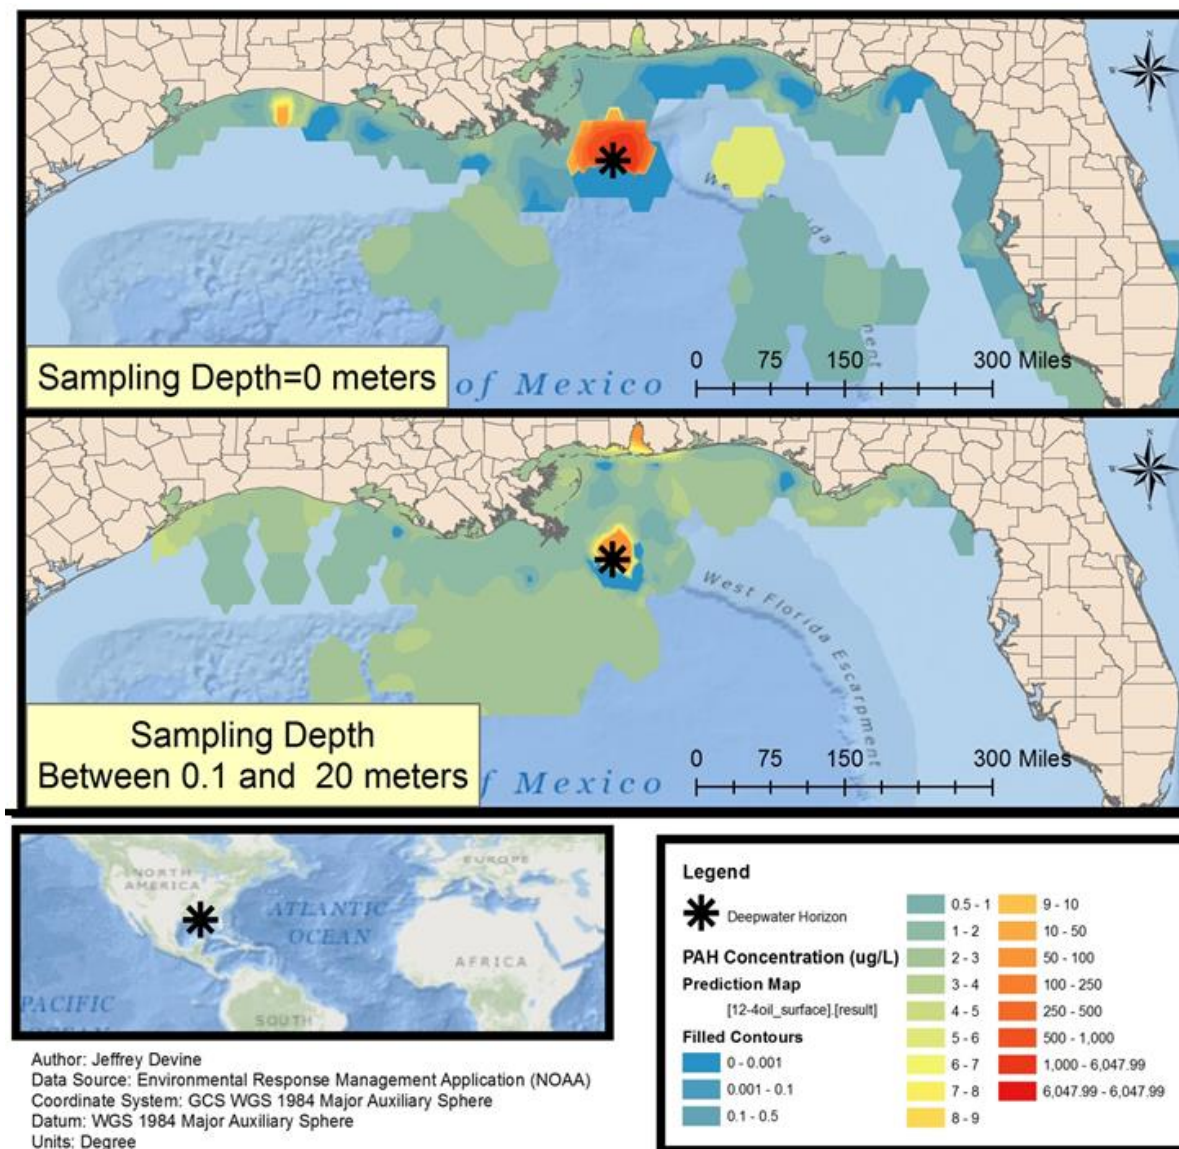 N
W
E
S
West Florida Escarpment
0 75 150 300 Miles
Sampling Depth=0 meters
of Mexico
N
W
E
S
West Florida Escarpment
0 75 150 300 Miles
Sampling Depth
Between 0.1 and 20 meters
f Mexico
NORTH
AMERICA
EUROPE
ATLANTIC
OCEAN
AFRICA
PACIFIC
OCEAN
SOUTH
Author: Jeffrey Devine
Data Source: Environmental Response Management Application (NOAA)
Coordinate System: GCS WGS 1984 Major Auxiliary Sphere
Datum: WGS 1984 Major Auxiliary Sphere
Units: Degree
Legend
Deepwater Horizon
PAH Concentration (ug/L)
Prediction Map
[12-4oil_surface].[result]
Filled Contours
0 - 0.001
0.001 - 0.1
0.1 - 0.5
0.5 - 1
1 - 2
2 - 3
3 - 4
4 - 5
5 - 6
6 - 7
7 - 8
8 - 9
9 - 10
10 - 50
50 - 100
100 - 250
250 - 500
500 - 1,000
1,000 - 6,047.99
6,047.99 - 6,047.99